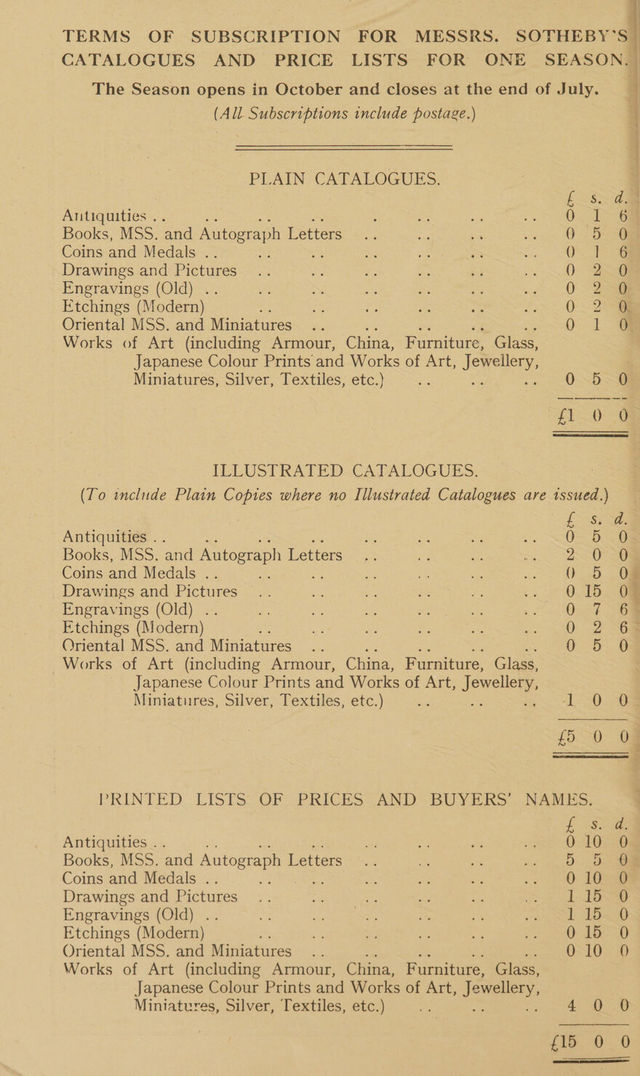 TERMS OF SUBSCRIPTION FOR MESSRS. SOTHEBY'S
CATALOGUES AND PRICE LISTS FOR ONE SEASON.
The Season opens in October and closes at the end of July.
(All Subscriptions include postage.)
PLAIN CATALOGUES.
£ s. d.
Antiquities .. .. .. .. . .. .. .. 0 1 6
Books, MSS. and Autograph Letters .. .. .. .. 0 5 0
Coins and Medals .. .. .. .. .. .. .. 0 1 6
Drawings and Pictures .. .. .. .. .. .. 0 2 0
Engravings (Old) .. .. .. .. .. .. .. 0 2 0
Etchings (Modern) .. .. .. .. .. .. 0 2 0
Oriental MSS. and Miniatures .. .. .. .. .. 0 1 0
Works of Art (including Armour, China, Furniture, Glass,
Japanese Colour Prints and Works of Art, Jewellery,
Miniatures, Silver, Textiles, etc.) .. .. .. 0 5 0
£1 0 0
ILLUSTRATED CATALOGUES.
(To include Plain Copies where no Illustrated Catalogues are issued.)
£ s. d.
Antiquities .. .. .. .. .. .. .. .. 0 5 0
Books, MSS. and Autograph Letters .. .. .. .. 2 0 0
Coins and Medals .. .. .. .. .. .. .. 0 5 0
Drawings and Pictures .. .. .. .. .. .. 0 15 0
Engravings (Old) .. .. .. .. .. .. .. 0 7 6
Etchings (Modern) .. .. .. .. .. .. 0 2 6
Oriental MSS. and Miniatures .. .. .. .. .. 0 5 0
Works of Art (including Armour, China, Furniture, Glass,
Japanese Colour Prints and Works of Art, Jewellery,
Miniatures, Silver, Textiles, etc.) .. .. .. 1 0 0
£5 0 0
PRINTED LISTS OF PRICES AND BUYERS' NAMES.
£ s. d.
Antiquities .. .. .. .. .. .. .. .. 0 10 0
Books, MSS. and Autograph Letters .. .. .. .. 5 5 0
Coins and Medals .. .. .. .. .. .. .. 0 10 0
Drawings and Pictures .. .. .. .. .. .. 1 15 0
Engravings (Old) .. .. .. .. .. .. .. 1 15 0
Etchings (Modern) .. .. .. .. .. .. 0 15 0
Oriental MSS. and Miniatures .. .. .. .. .. 0 10 0
Works of Art (including Armour, China, Furniture, Glass,
Japanese Colour Prints and Works of Art, Jewellery,
Miniatures, Silver, Textiles, etc.) .. .. .. 4 0 0
£15 0 0